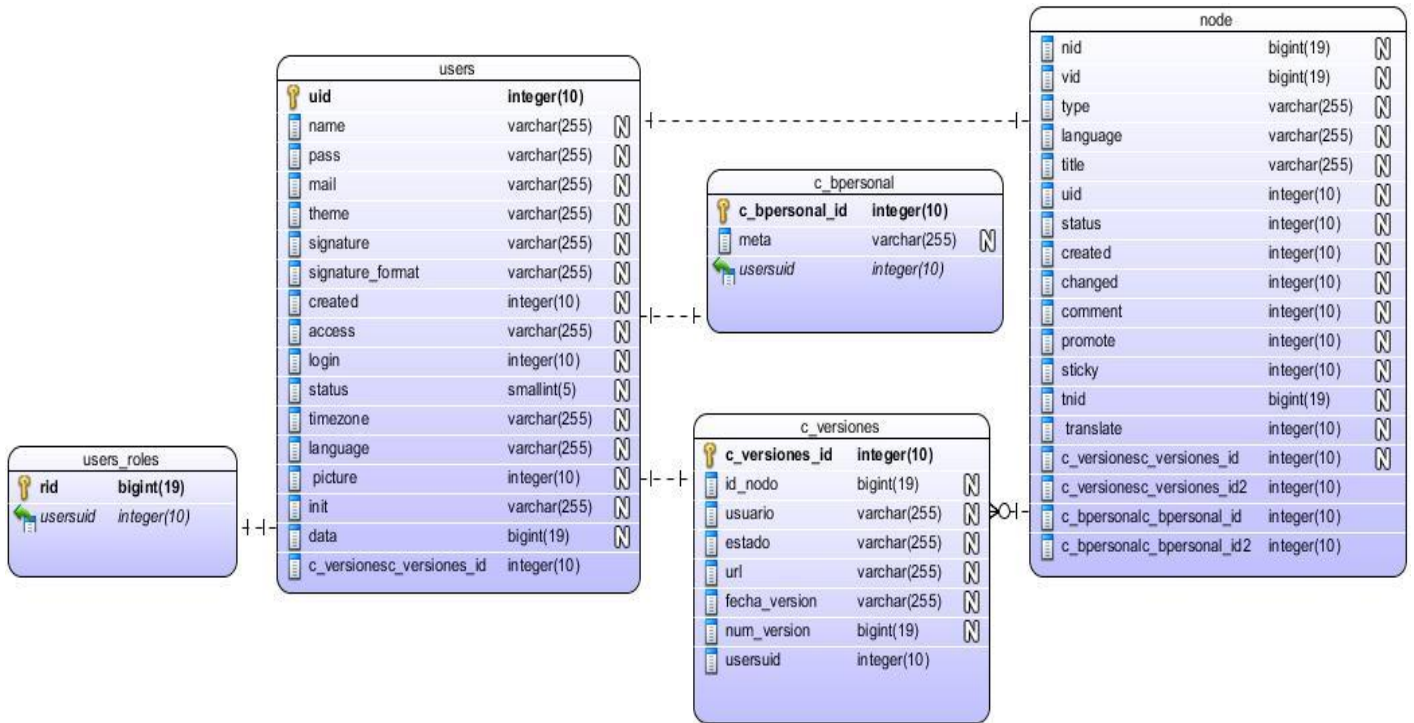 users
uid integer(10)
name varchar(255) N
pass varchar(255) N
mail varchar(255) N
theme varchar(255) N
signature varchar(255) N
signature_format varchar(255) N
created integer(10) N
access varchar(255) N
login integer(10) N
status smallint(5) N
timezone varchar(255) N
language varchar(255) N
picture integer(10) N
init varchar(255) N
data bigint(19) N
c_versionesc_versiones_id integer(10)
users_roles
rid bigint(19)
usersuid integer(10)
c_bpersonal
c_bpersonal_id integer(10)
meta varchar(255) N
usersuid integer(10)
c_versiones
c_versiones_id integer(10)
id_nodo bigint(19) N
usuario varchar(255) N
estado varchar(255) N
url varchar(255) N
fecha_version varchar(255) N
num_version bigint(19) N
usersuid integer(10)
node
nid bigint(19) N
vid bigint(19) N
type varchar(255) N
language varchar(255) N
title varchar(255) N
uid integer(10) N
status integer(10) N
created integer(10) N
changed integer(10) N
comment integer(10) N
promote integer(10) N
sticky integer(10) N
tnid bigint(19) N
translate integer(10) N
c_versionesc_versiones_id integer(10) N
c_versionesc_versiones_id2 integer(10)
c_bpersonalc_bpersonal_id integer(10)
c_bpersonalc_bpersonal_id2 integer(10)